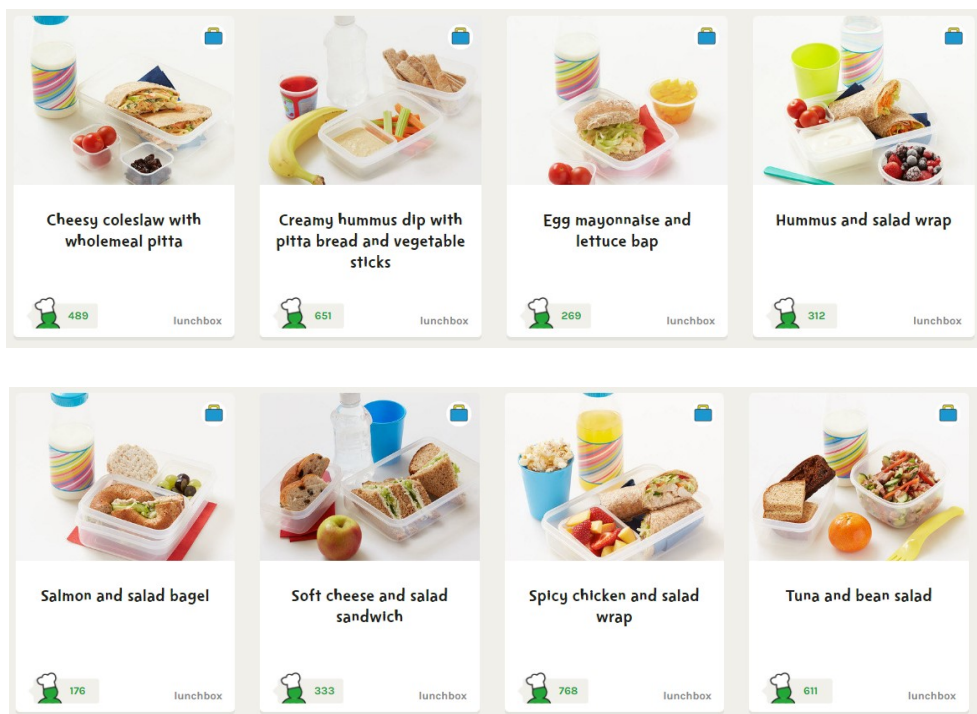 Cheesy coleslaw with
wholemeal pitta
489
lunchbox
Creamy hummus dip with
pitta bread and vegetable
sticks
651
lunchbox
Egg mayonnaise and
lettuce bap
269
lunchbox
Hummus and salad wrap
312
lunchbox
Salmon and salad bagel
176
lunchbox
Soft cheese and salad
sandwich
333
lunchbox
Spicy chicken and salad
wrap
768
lunchbox
Tuna and bean salad
611
lunchbox